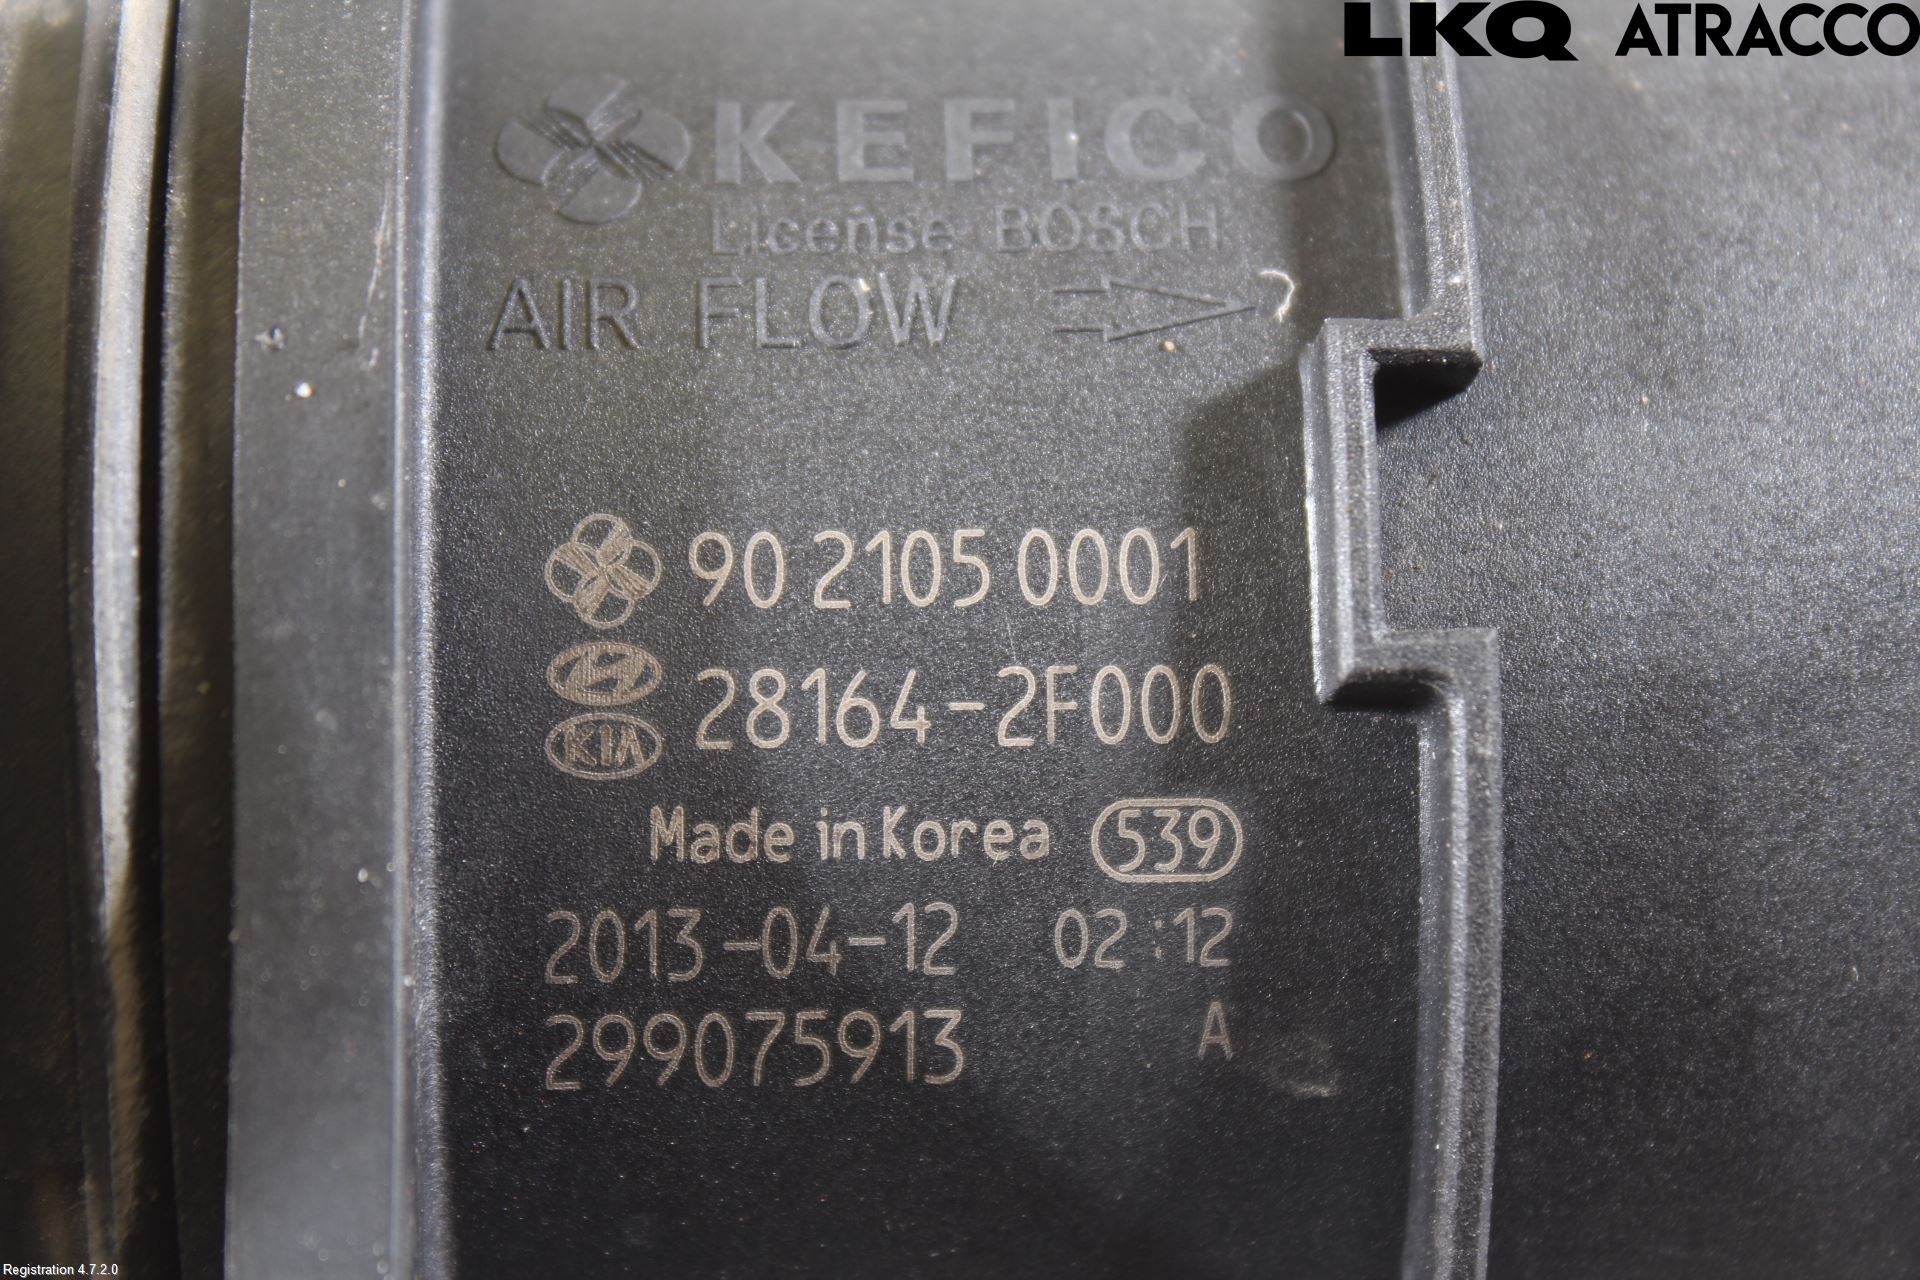 LKQ ATRACCO
KEFICO
License BOSCH
AIR FLOW
90 2105 0001
28164-2F000
KIA
Made in Korea 539
2013-04-12 02:12
299075913 A
Registration 4.7.2.0